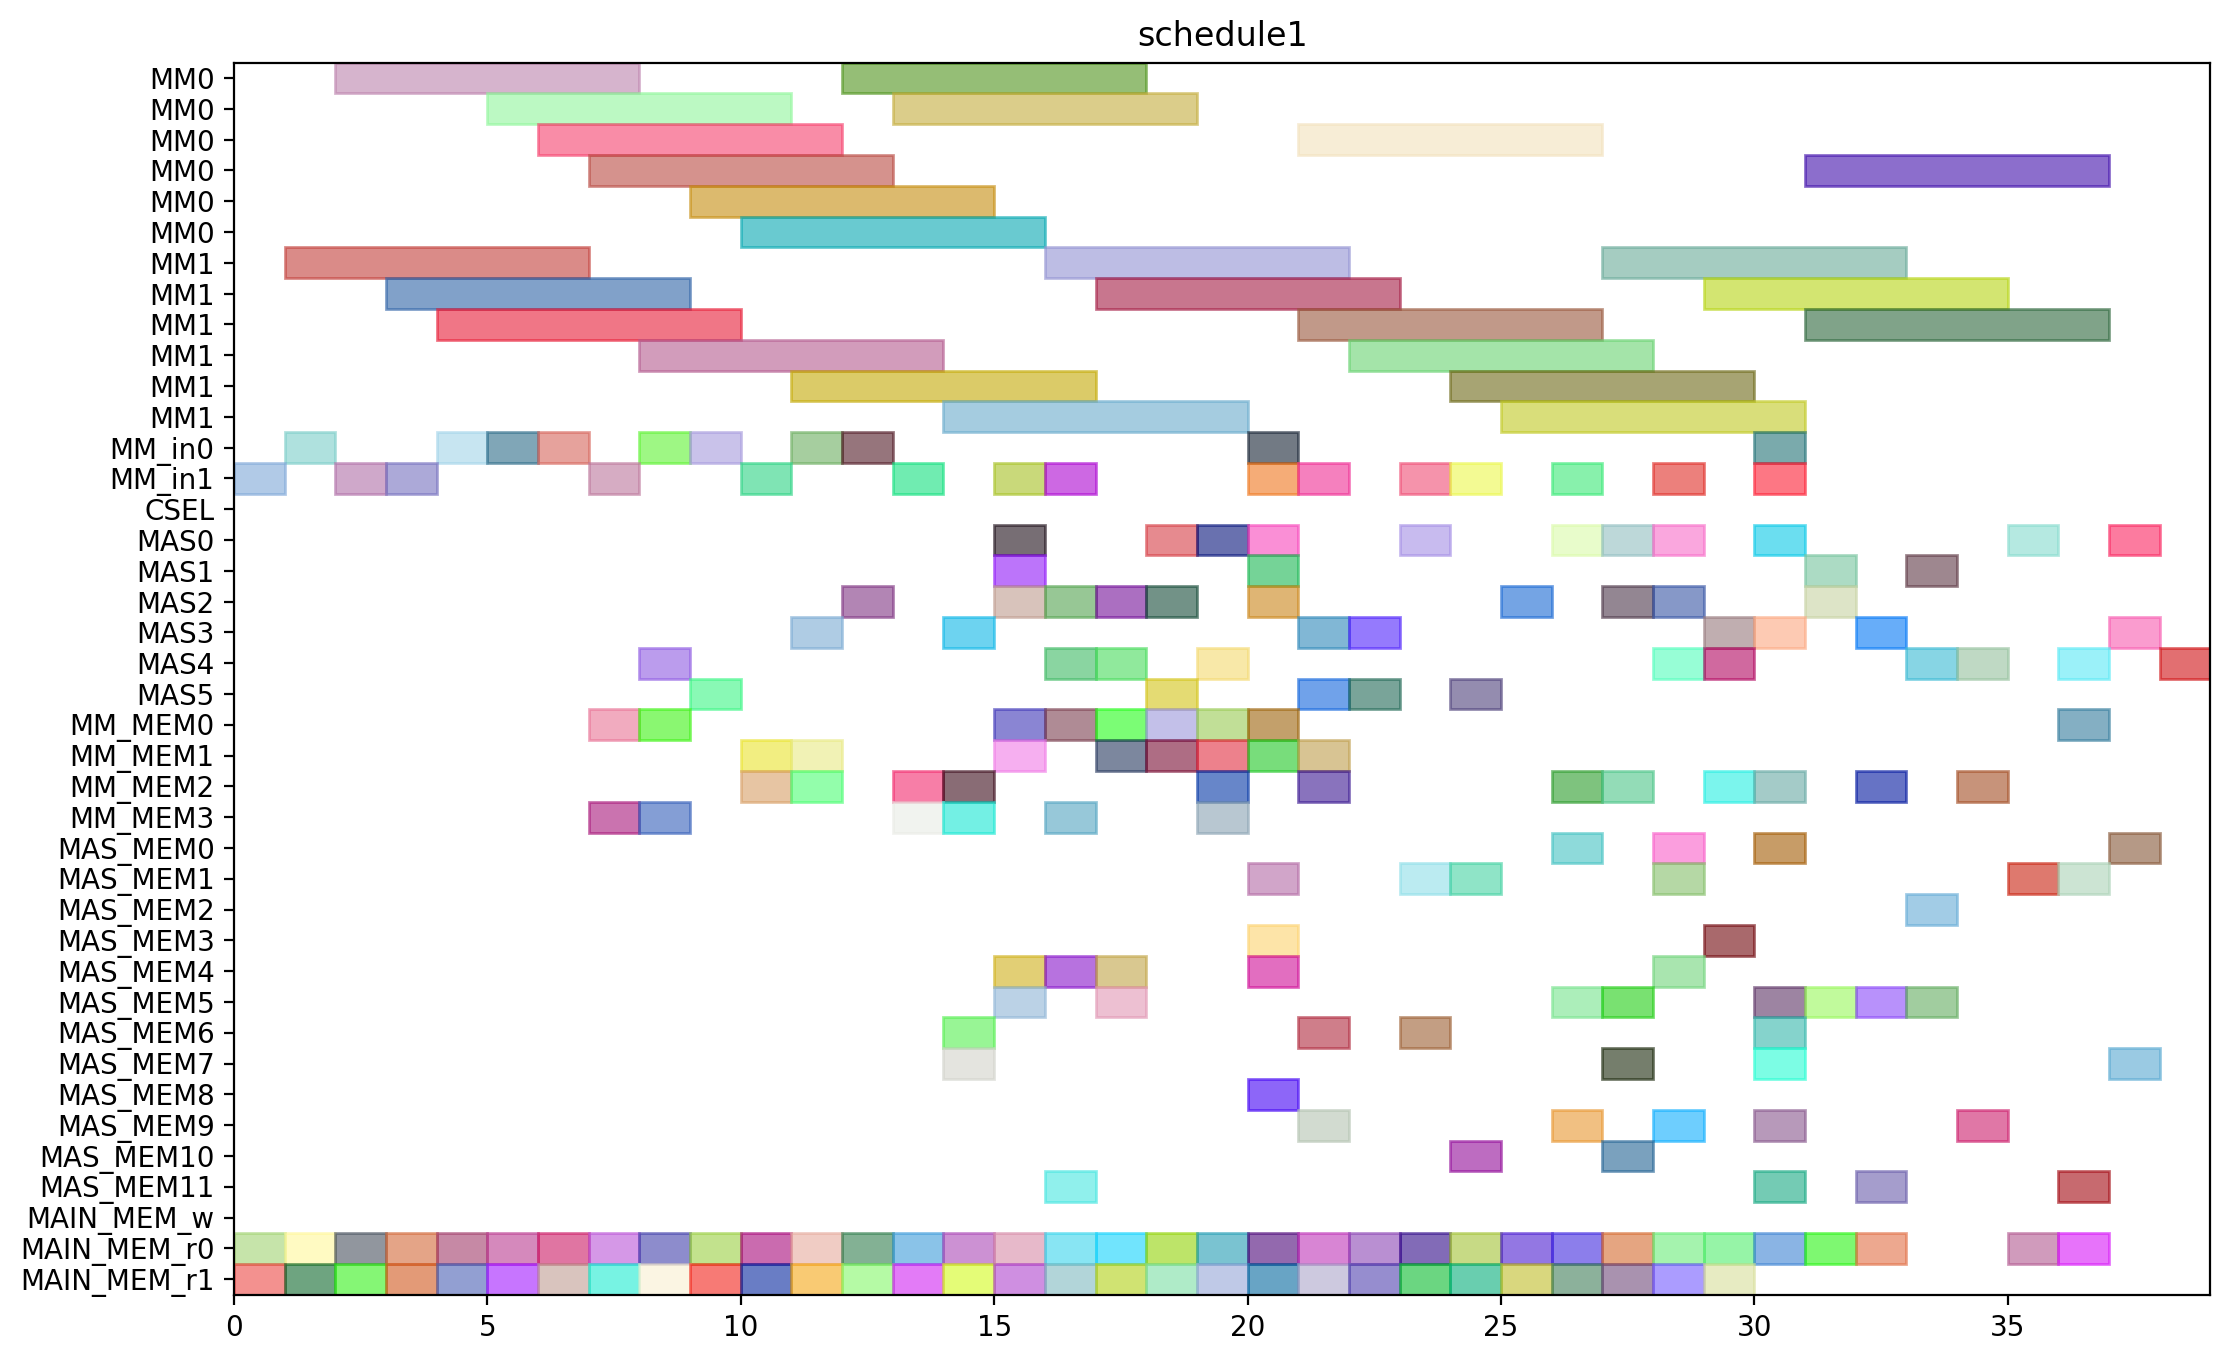 schedule1
MM0
MM0
MM0
MM0
MM0
MM0
MM1
MM1
MM1
MM1
MM1
MM1
MM_in0
MM_in1
CSEL
MAS0
MAS1
MAS2
MAS3
MAS4
MAS5
MM_MEM0
MM_MEM1
MM_MEM2
MM_MEM3
MAS_MEM0
MAS_MEM1
MAS_MEM2
MAS_MEM3
MAS_MEM4
MAS_MEM5
MAS_MEM6
MAS_MEM7
MAS_MEM8
MAS_MEM9
MAS_MEM10
MAS_MEM11
MAIN_MEM_w
MAIN_MEM_r0
MAIN_MEM_r1
0 5 10 15 20 25 30 35